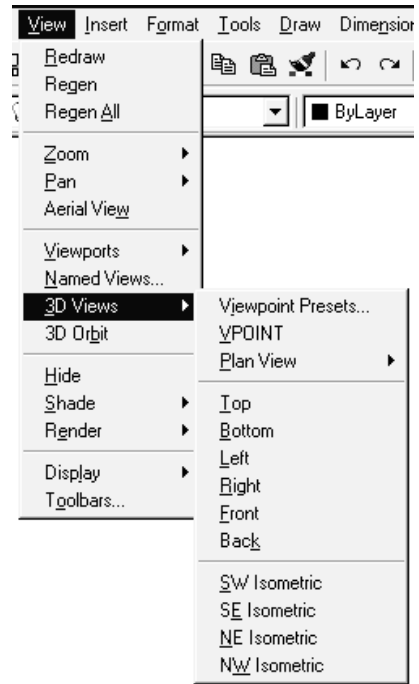 View Insert Format Tools Draw Dimension
Redraw
Regen
Regen All
ByLayer
Zoom
Pan
Aerial View
Viewports
Named Views...
3D Views
3D Orbit
Hide
Shade
Render
Display
Toolbars...
Viewpoint Presets...
VPOINT
Plan View
Top
Bottom
Left
Right
Front
Back
SW Isometric
SE Isometric
NE Isometric
NW Isometric